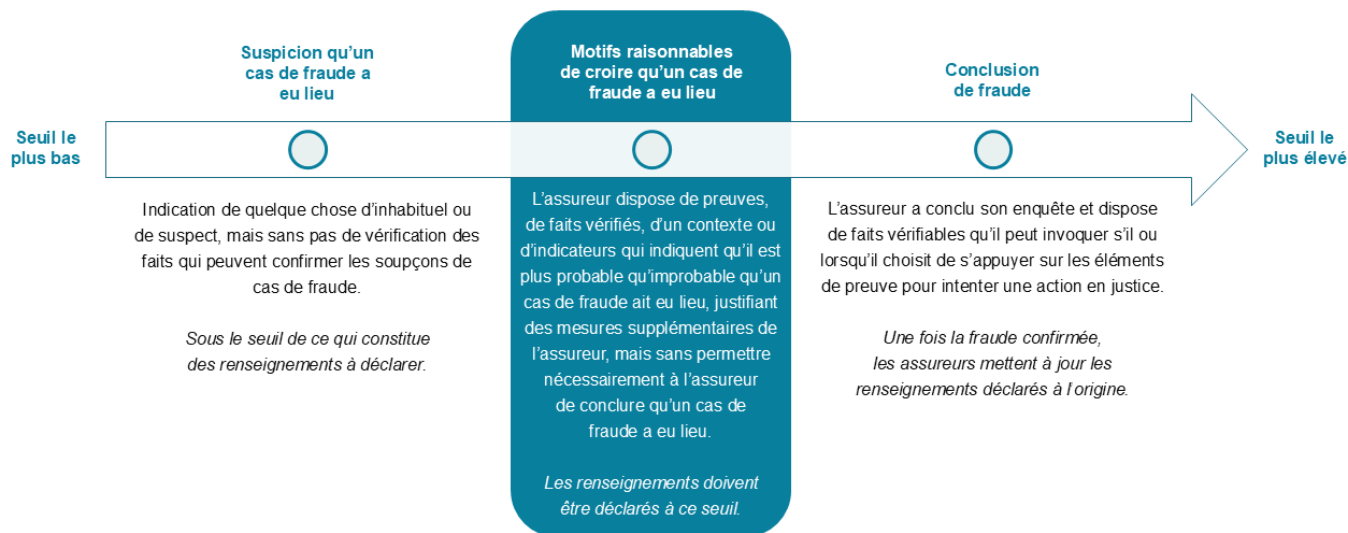 Seuil le
plus bas
Suspicion qu'un
cas de fraude a
eu lieu
Indication de quelque chose d'inhabituel ou
de suspect, mais sans pas de vérification des
faits qui peuvent confirmer les soupçons de
cas de fraude.
Sous le seuil de ce qui constitue
des renseignements à déclarer.
Motifs raisonnables
de croire qu'un cas de
fraude a eu lieu
L'assureur dispose de preuves,
de faits vérifiés, d'un contexte ou
d'indicateurs qui indiquent qu'il est
plus probable qu'improbable qu'un
cas de fraude ait eu lieu, justifiant
des mesures supplémentaires de
l'assureur, mais sans permettre
nécessairement à l'assureur
de conclure qu'un cas de
fraude a eu lieu.
Les renseignements doivent
être déclarés à ce seuil.
Conclusion
de fraude
L'assureur a conclu son enquête et dispose
de faits vérifiables qu'il peut invoquer s'il ou
lorsqu'il choisit de s'appuyer sur les éléments
de preuve pour intenter une action en justice.
Une fois la fraude confirmée,
les assureurs mettent à jour les
renseignements déclarés à l'origine.
Seuil le
plus élevé